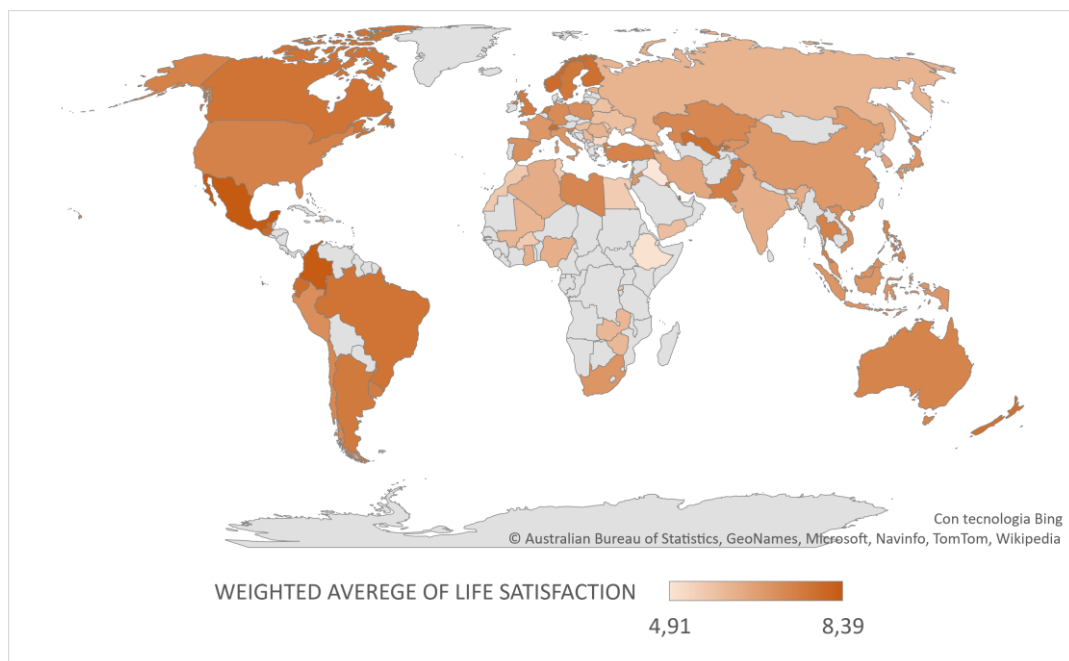 Con tecnologia Bing
© Australian Bureau of Statistics, GeoNames, Microsoft, Navinfo, TomTom, Wikipedia
WEIGHTED AVEREGE OF LIFE SATISFACTION
4,91 8,39